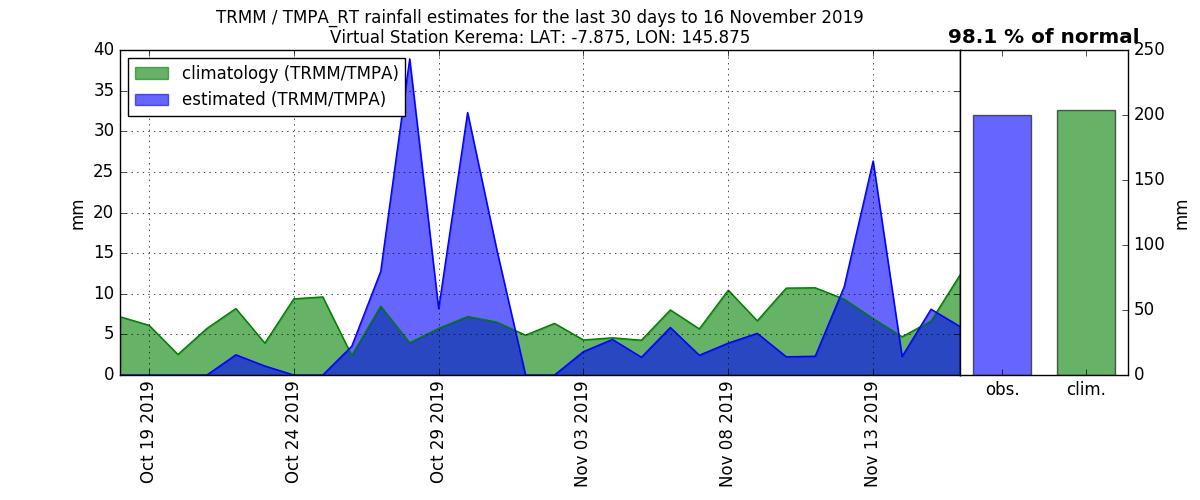 TRMM / TMPA_RT rainfall estimates for the last 30 days to 16 November 2019
Virtual Station Kerema: LAT: -7.875, LON: 145.875
98.1 % of normal
climatology (TRMM/TMPA)
estimated (TRMM/TMPA)
mm
40
35
30
25
20
15
10
5
0
Oct 19 2019
Oct 24 2019
Oct 29 2019
Nov 03 2019
Nov 08 2019
Nov 13 2019
obs.
clim.
250
200
150
100
50
0
mm